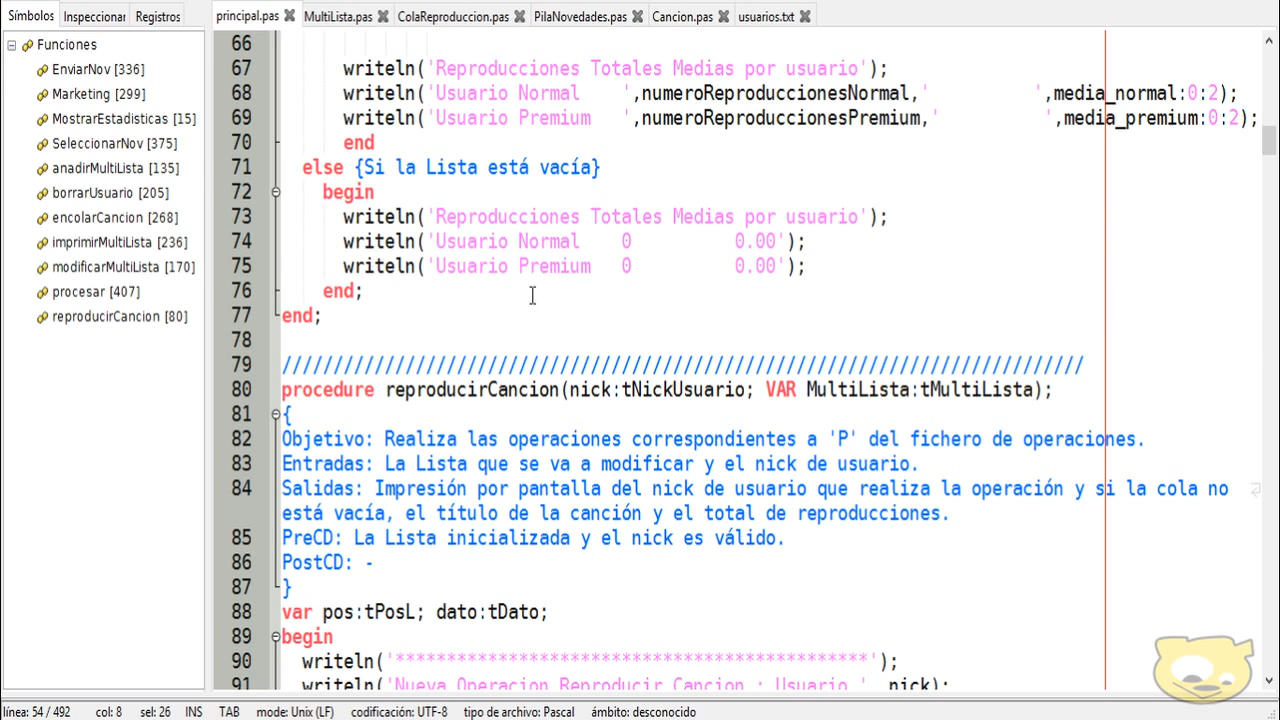 Símbolos Inspeccionar Registros
principal.pas MultiLista.pas ColaReproduccion.pas PilaNovedades.pas Cancion.pas usuarios.txt
Funciones
EnviarNov [336]
Marketing [299]
MostrarEstadisticas [15]
SeleccionarNov [375]
anadirMultiLista [135]
borrarUsuario [205]
encolarCancion [268]
imprimirMultiLista [236]
modificarMultiLista [170]
procesar [407]
reproducirCancion [80]
66
67 writeln('Reproducciones Totales Medias por usuario');
68 writeln('Usuario Normal    ',numeroReproduccionesNormal,'          ',media_normal:0:2);
69 writeln('Usuario Premium   ',numeroReproduccionesPremium,'          ',media_premium:0:2);
70 end
71 else {Si la Lista está vacía}
72 begin
73 writeln('Reproducciones Totales Medias por usuario');
74 writeln('Usuario Normal    0          0.00');
75 writeln('Usuario Premium   0          0.00');
76 end;
77 end;
78
79 //////////////////////////////////////////////////////////////////////////////
80 procedure reproducirCancion(nick:tNickUsuario; VAR MultiLista:tMultiLista);
81 {
82 Objetivo: Realiza las operaciones correspondientes a 'P' del fichero de operaciones.
83 Entradas: La Lista que se va a modificar y el nick de usuario.
84 Salidas: Impresión por pantalla del nick de usuario que realiza la operación y si la cola no
está vacía, el título de la canción y el total de reproducciones.
85 PreCD: La Lista inicializada y el nick es válido.
86 PostCD: -
87 }
88 var pos:tPosL; dato:tDato;
89 begin
90 writeln('**********************************************');
91 writeln('Nueva Operacion Reproducir Cancion : Usuario ', nick);
línea: 54 / 492 col: 8 sel: 26 INS TAB mode: Unix (LF) codificación: UTF-8 tipo de archivo: Pascal ámbito: desconocido